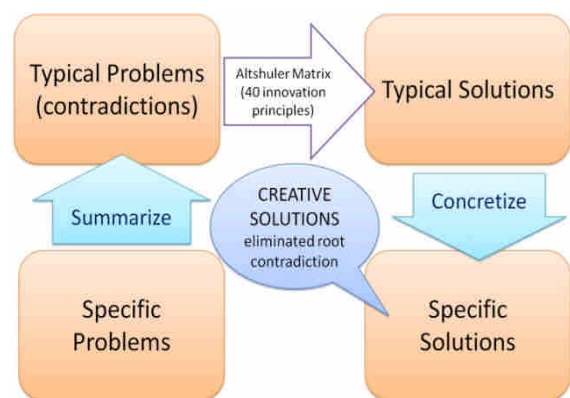 Typical Problems
(contradictions)
Altshuler Matrix
(40 innovation
principles)
Typical Solutions
Summarize
CREATIVE
SOLUTIONS
eliminated root
contradiction
Concretize
Specific
Problems
Specific
Solutions